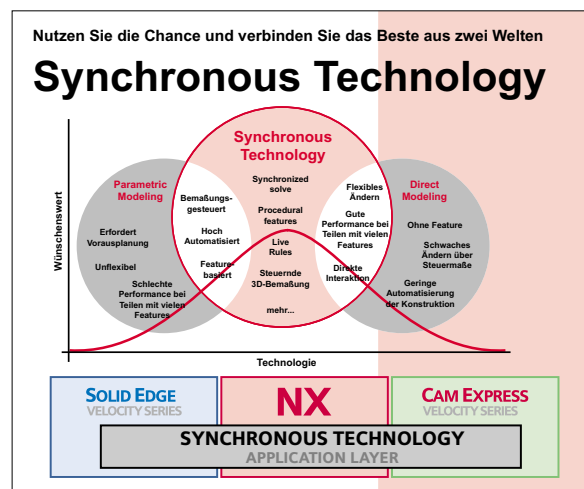 Nutzen Sie die Chance und verbinden Sie das Beste aus zwei Welten
Synchronous Technology
Wünschenswert
Parametric
Modeling
Erfordert
Vorausplanung
Unflexibel
Schlechte
Performance bei
Teilen mit vielen
Features
Bemaßungs-
gesteuert
Hoch
Automatisiert
Feature-
basiert
Synchronous
Technology
Synchronized
solve
Procedural
features
Live
Rules
Steuernde
3D-Bemaßung
mehr...
Flexibles
Ändern
Gute
Performance bei
Teilen mit vielen
Features
Direkte
Interaktion
Direct
Modeling
Ohne Feature
Schwaches
Ändern über
Steuermaße
Geringe
Automatisierung
der Konstruktion
Technologie
SOLID EDGE
VELOCITY SERIES
NX
CAM EXPRESS
VELOCITY SERIES
SYNCHRONOUS TECHNOLOGY
APPLICATION LAYER